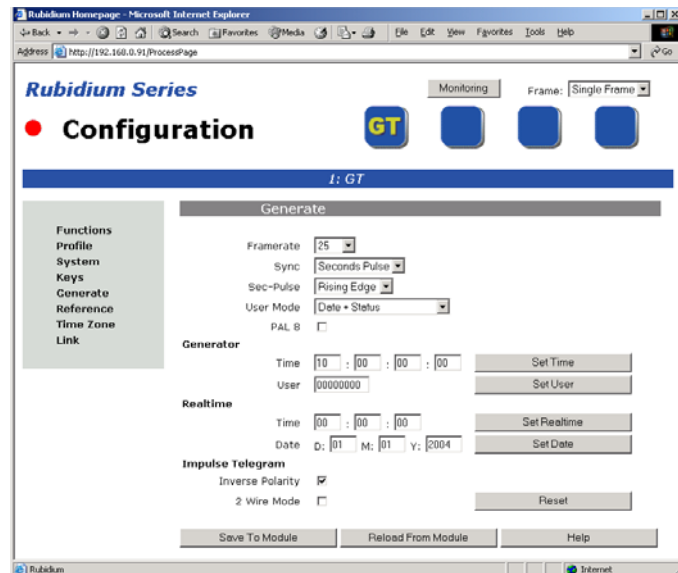 Rubidium Homepage - Microsoft Internet Explorer
Back Search Favorites Media File Edit View Favorites Tools Help
Address http://192.168.0.91/ProcessPage Go
Rubidium Series
Monitoring Frame: Single Frame
Configuration
GT
1: GT
Generate
Functions
Profile
System
Keys
Generate
Reference
Time Zone
Link
Framerate 25
Sync Seconds Pulse
Sec-Pulse Rising Edge
User Mode Date + Status
PAL 8
Generator
Time 10 : 00 : 00 : 00 Set Time
User 00000000 Set User
Realtime
Time 00 : 00 : 00 Set Realtime
Date D: 01 M: 01 Y: 2004 Set Date
Impulse Telegram
Inverse Polarity
2 Wire Mode Reset
Save To Module Reload From Module Help
Rubidium Internet